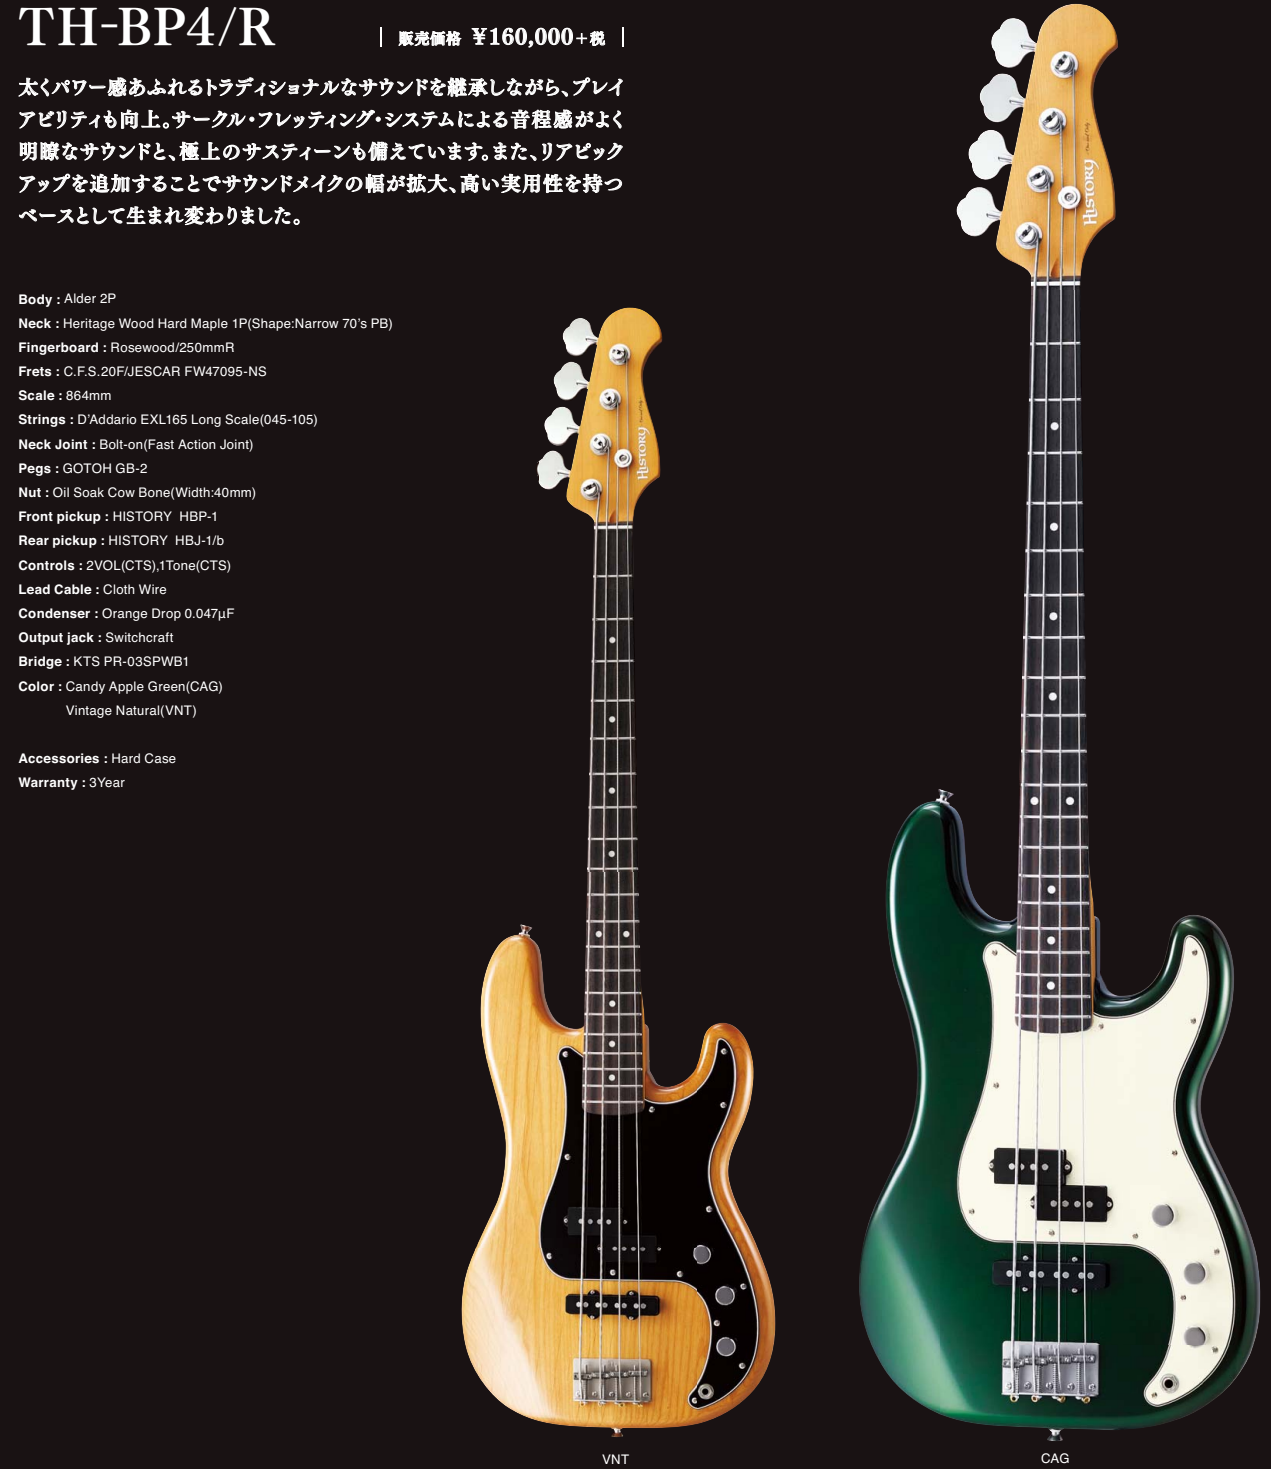 TH-BP4/R
販売価格 ¥160,000+税
太くパワー感あふれるトラディショナルなサウンドを継承しながら、プレイ
アビリティも向上。サークル・フレッティング・システムによる音程感がよく
明瞭なサウンドと、極上のサスティーンも備えています。また、リアピック
アップを追加することでサウンドメイクの幅が拡大、高い実用性を持つ
ベースとして生まれ変わりました。
Body : Alder 2P
Neck : Heritage Wood Hard Maple 1P(Shape:Narrow 70's PB)
Fingerboard : Rosewood/250mmR
Frets : C.F.S.20F/JESCAR FW47095-NS
Scale : 864mm
Strings : D'Addario EXL165 Long Scale(045-105)
Neck Joint : Bolt-on(Fast Action Joint)
Pegs : GOTOH GB-2
Nut : Oil Soak Cow Bone(Width:40mm)
Front pickup : HISTORY HBP-1
Rear pickup : HISTORY HBJ-1/b
Controls : 2VOL(CTS),1Tone(CTS)
Lead Cable : Cloth Wire
Condenser : Orange Drop 0.047μF
Output jack : Switchcraft
Bridge : KTS PR-03SPWB1
Color : Candy Apple Green(CAG)
Vintage Natural(VNT)
Accessories : Hard Case
Warranty : 3Year
HISTORY
HISTORY
VNT
CAG